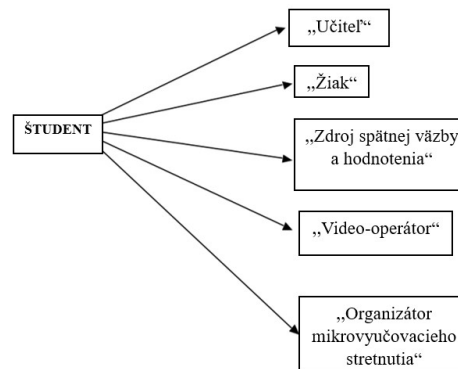 „Učiteľ“
„Žiak“
ŠTUDENT
„Zdroj spätnej väzby
a hodnotenia“
„Video-operátor“
„Organizátor
mikrovyučovacieho
stretnutia“